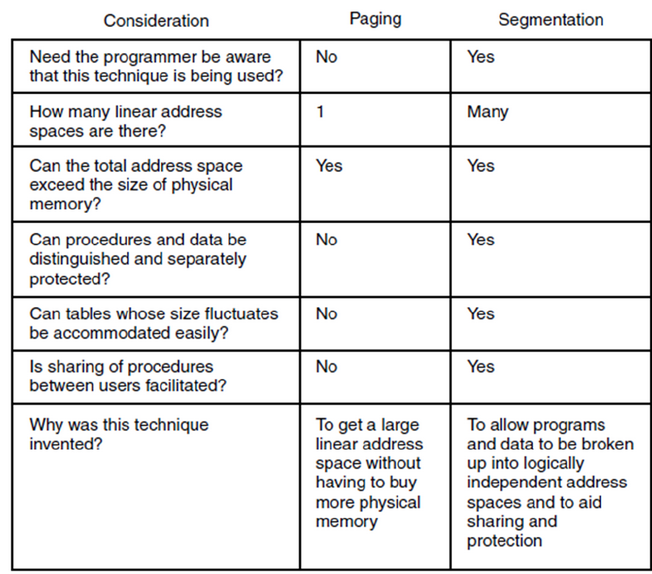 Consideration Paging Segmentation
Need the programmer be aware No Yes
that this technique is being used?
How many linear address 1 Many
spaces are there?
Can the total address space Yes Yes
exceed the size of physical
memory?
Can procedures and data be No Yes
distinguished and separately
protected?
Can tables whose size fluctuates No Yes
be accommodated easily?
Is sharing of procedures No Yes
between users facilitated?
Why was this technique To get a large To allow programs
invented? linear address and data to be broken
space without up into logically
having to buy independent address
more physical spaces and to aid
memory sharing and
protection